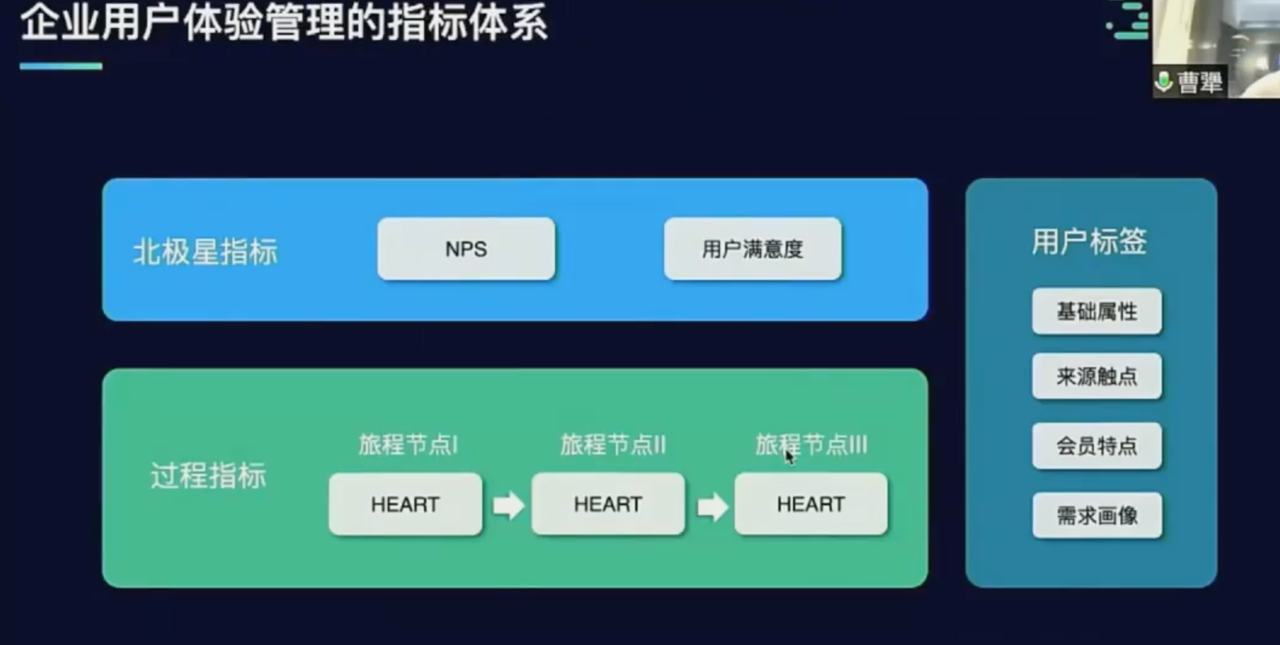 企业用户体验管理的指标体系
曹犟
北极星指标
NPS
用户满意度
过程指标
旅程节点I
旅程节点II
旅程节点III
HEART
HEART
HEART
用户标签
基础属性
来源触点
会员特点
需求画像